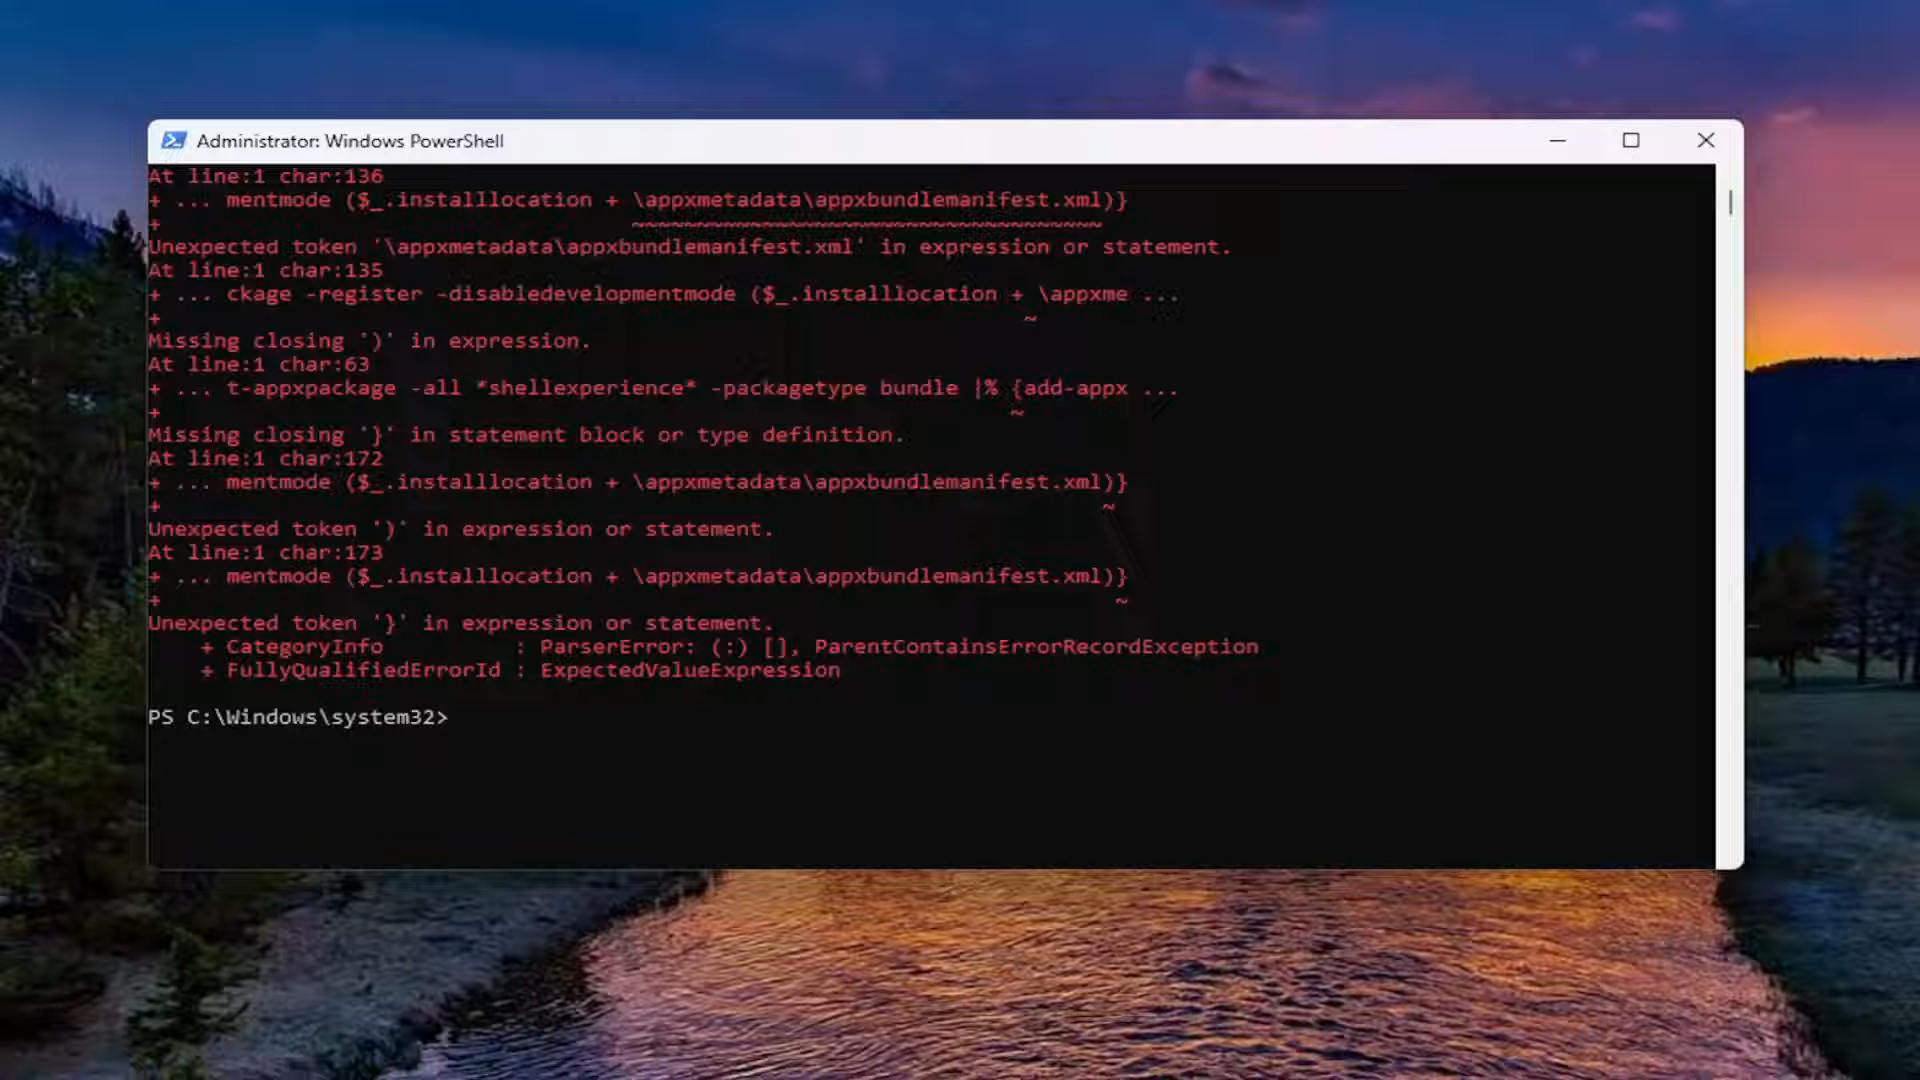 Administrator: Windows PowerShell
At line:1 char:136
+ ... mentmode ($_.installlocation + \appxmetadata\appxbundlemanifest.xml)}
+ ~~~~~~~~~~~~~~~~~~~~~~~~~~~~~~~~~~~~
Unexpected token '\appxmetadata\appxbundlemanifest.xml' in expression or statement.
At line:1 char:135
+ ... ckage -register -disabledevelopmentmode ($_.installlocation + \appxme ...
+ ~
Missing closing ')' in expression.
At line:1 char:63
+ ... t-appxpackage -all *shellexperience* -packagetype bundle |% {add-appx ...
+ ~
Missing closing '}' in statement block or type definition.
At line:1 char:172
+ ... mentmode ($_.installlocation + \appxmetadata\appxbundlemanifest.xml)}
+ ~
Unexpected token ')' in expression or statement.
At line:1 char:173
+ ... mentmode ($_.installlocation + \appxmetadata\appxbundlemanifest.xml)}
+ ~
Unexpected token '}' in expression or statement.
+ CategoryInfo : ParserError: (:) [], ParentContainsErrorRecordException
+ FullyQualifiedErrorId : ExpectedValueExpression
PS C:\Windows\system32>